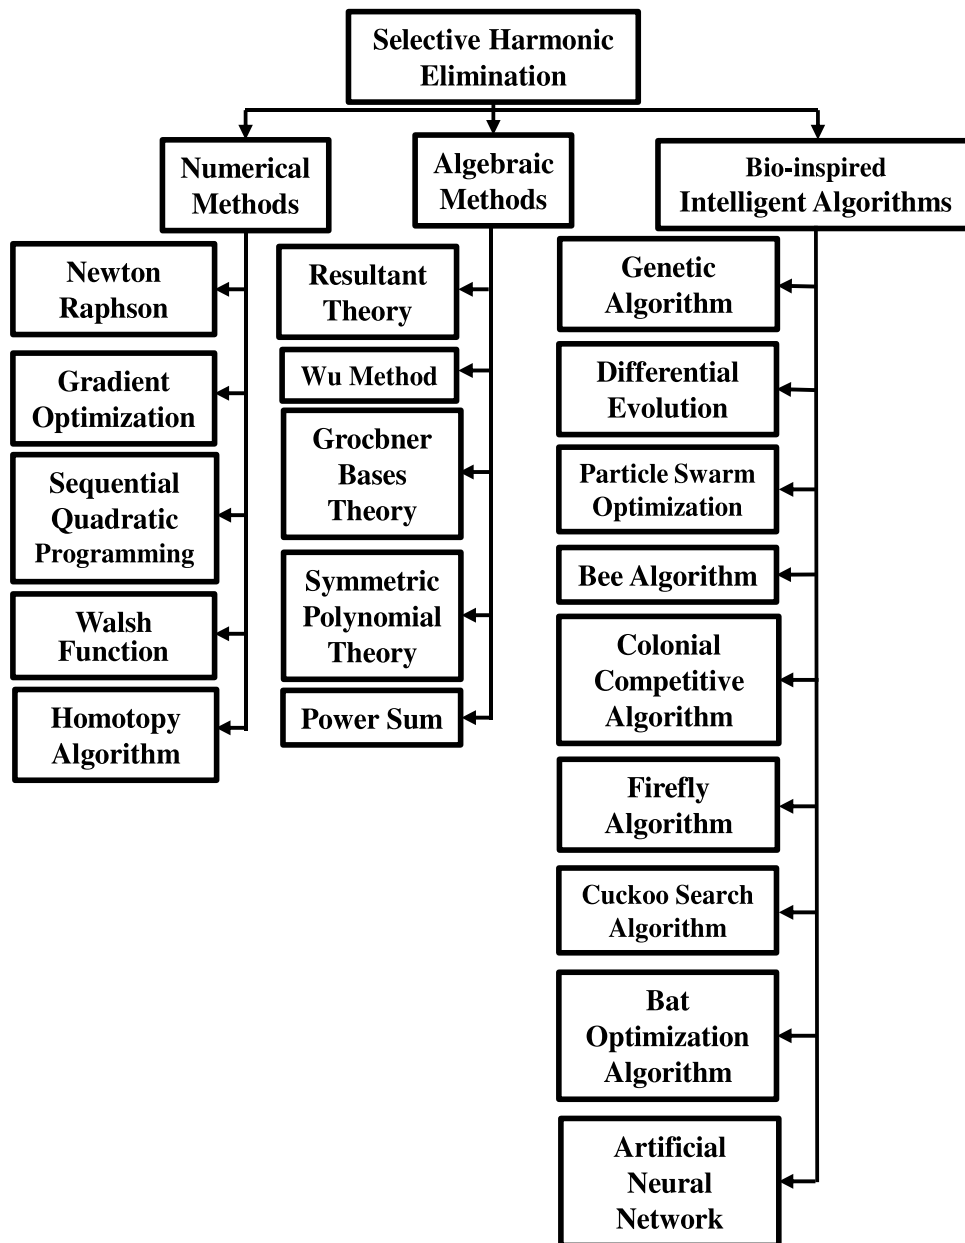 Selective Harmonic
Elimination
Numerical
Methods
Algebraic
Methods
Bio-inspired
Intelligent Algorithms
Newton
Raphson
Gradient
Optimization
Sequential
Quadratic
Programming
Walsh
Function
Homotopy
Algorithm
Resultant
Theory
Wu Method
Grocbner
Bases
Theory
Symmetric
Polynomial
Theory
Power Sum
Genetic
Algorithm
Differential
Evolution
Particle Swarm
Optimization
Bee Algorithm
Colonial
Competitive
Algorithm
Firefly
Algorithm
Cuckoo Search
Algorithm
Bat
Optimization
Algorithm
Artificial
Neural
Network